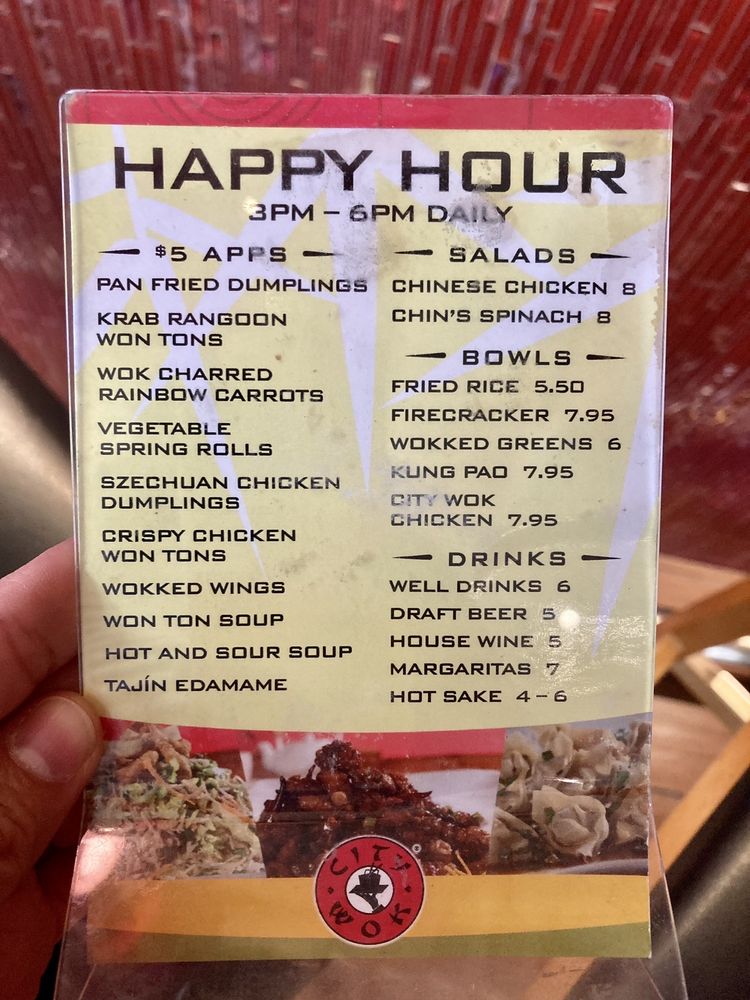 HAPPY HOUR
3PM – 6PM DAILY
$5 APPS
PAN FRIED DUMPLINGS
KRAB RANGOON
WON TONS
WOK CHARRED
RAINBOW CARROTS
VEGETABLE
SPRING ROLLS
SZECHUAN CHICKEN
DUMPLINGS
CRISPY CHICKEN
WON TONS
WOKKED WINGS
WON TON SOUP
HOT AND SOUR SOUP
TAJÍN EDAMAME
SALADS
CHINESE CHICKEN 8
CHIN'S SPINACH 8
BOWLS
FRIED RICE 5.50
FIRECRACKER 7.95
WOKKED GREENS 6
KUNG PAO 7.95
CITY WOK
CHICKEN 7.95
DRINKS
WELL DRINKS 6
DRAFT BEER 5
HOUSE WINE 5
MARGARITAS 7
HOT SAKE 4 – 6
CITY
WOK
®